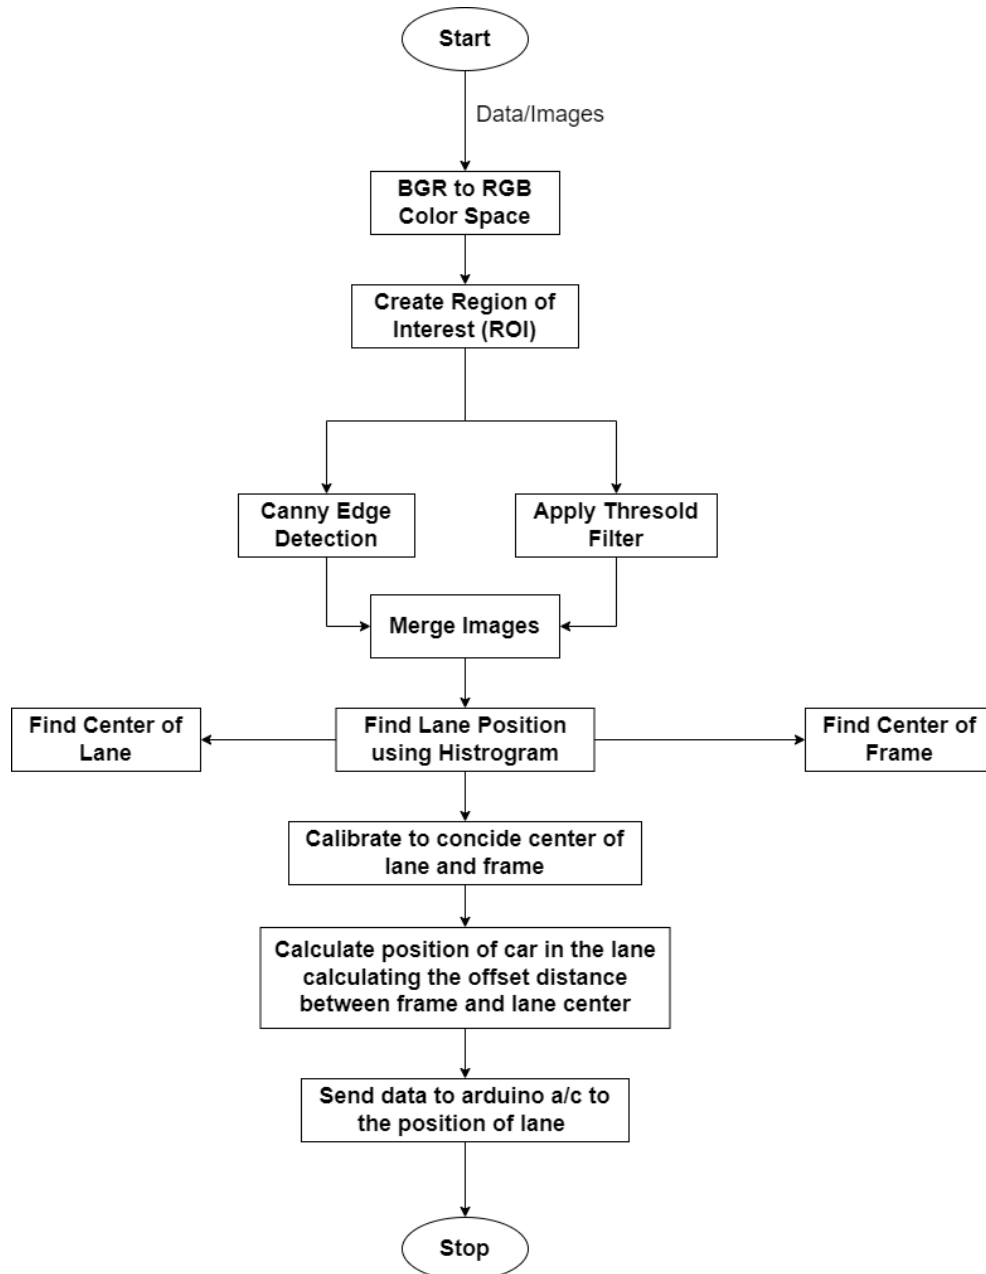 Start
Data/Images
BGR to RGB
Color Space
Create Region of
Interest (ROI)
Canny Edge
Detection
Apply Thresold
Filter
Merge Images
Find Center of
Lane
Find Lane Position
using Histrogram
Find Center of
Frame
Calibrate to concide center of
lane and frame
Calculate position of car in the lane
calculating the offset distance
between frame and lane center
Send data to arduino a/c to
the position of lane
Stop